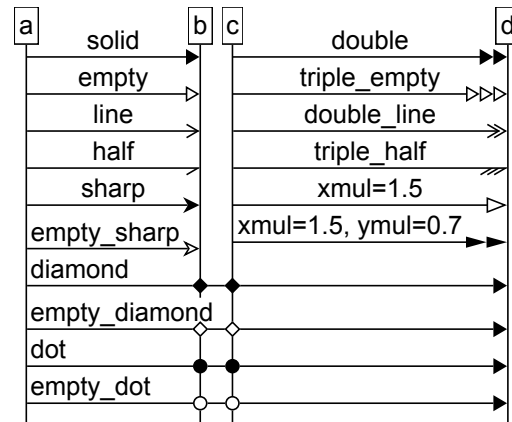 a b c d
solid double
empty triple_empty
line double_line
half triple_half
sharp xmul=1.5
empty_sharp xmul=1.5, ymul=0.7
diamond
empty_diamond
dot
empty_dot